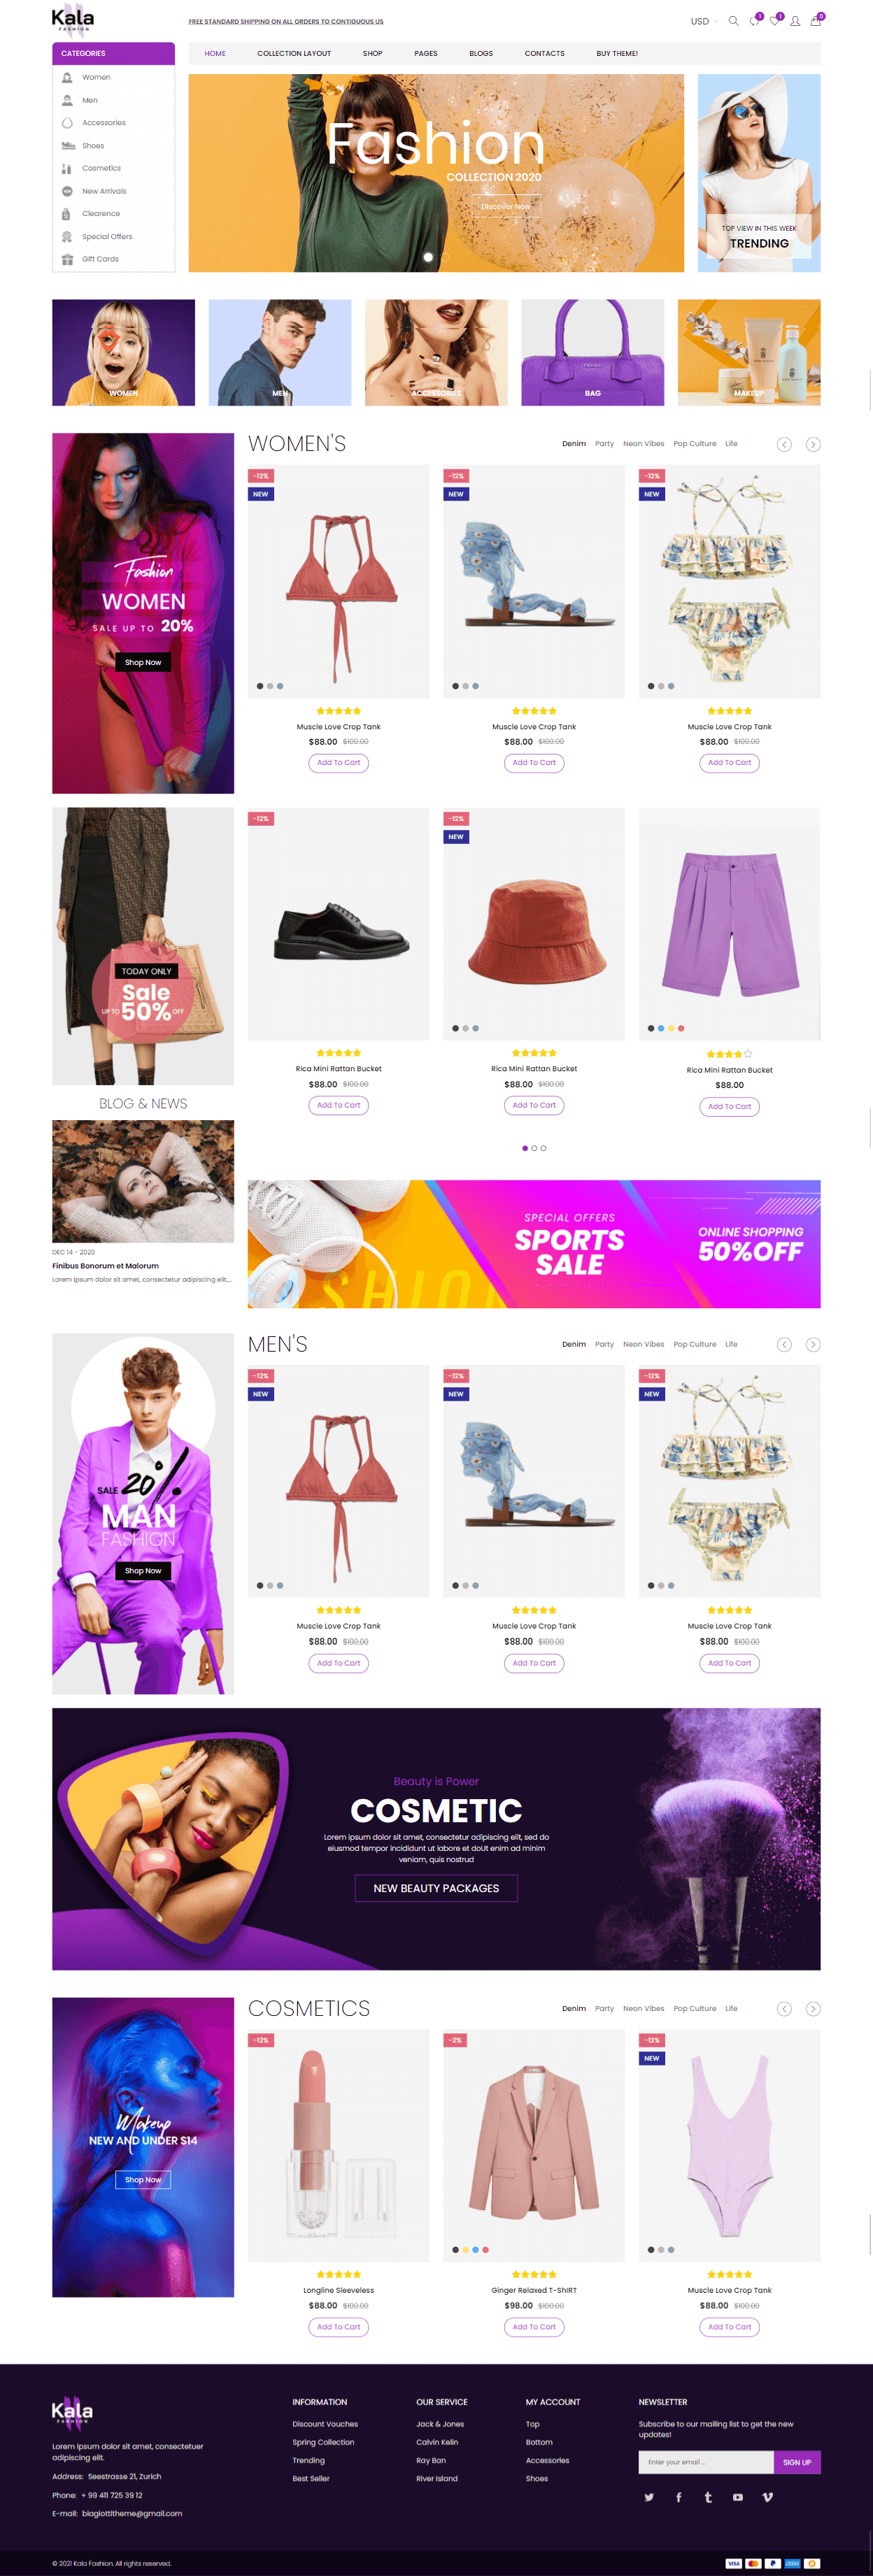 Kala
FASHION
FREE STANDARD SHIPPING ON ALL ORDERS TO CONTIGUOUS US
USD
1
1
0
CATEGORIES
Women
Men
Accessories
Shoes
Cosmetics
New Arrivals
Clearence
Special Offers
Gift Cards
HOME
COLLECTION LAYOUT
SHOP
PAGES
BLOGS
CONTACTS
BUY THEME!
Fashion
COLLECTION 2020
Discover Now
TOP VIEW IN THIS WEEK
TRENDING
WOMEN
MEN
ACCESSORIES
BAG
MAKEUP
Fashion
WOMEN
SALE UP TO 20%
Shop Now
WOMEN'S
Denim Party Neon Vibes Pop Culture Life
-12%
NEW
Muscle Love Crop Tank
$88.00 $100.00
Add To Cart
-12%
NEW
Muscle Love Crop Tank
$88.00 $100.00
Add To Cart
-12%
NEW
Muscle Love Crop Tank
$88.00 $100.00
Add To Cart
TODAY ONLY
Sale
UP TO 50% OFF
-12%
Rica Mini Rattan Bucket
$88.00 $100.00
Add To Cart
-12%
NEW
Rica Mini Rattan Bucket
$88.00 $100.00
Add To Cart
Rica Mini Rattan Bucket
$88.00
Add To Cart
BLOG & NEWS
DEC 14 - 2020
Finibus Bonorum et Malorum
Lorem ipsum dolor sit amet, consectetur adipiscing elit....
SPECIAL OFFERS
SPORTS
SALE
ONLINE SHOPPING
50%OFF
SALE 20%
MAN
FASHION
Shop Now
MEN'S
Denim Party Neon Vibes Pop Culture Life
-12%
NEW
Muscle Love Crop Tank
$88.00 $100.00
Add To Cart
-12%
NEW
Muscle Love Crop Tank
$88.00 $100.00
Add To Cart
-12%
NEW
Muscle Love Crop Tank
$88.00 $100.00
Add To Cart
Beauty is Power
COSMETIC
Lorem ipsum dolor sit amet, consectetur adipiscing elit, sed do
eiusmod tempor incididunt ut labore et doUt enim ad minim
veniam, quis nostrud
NEW BEAUTY PACKAGES
Makeup
NEW AND UNDER $14
Shop Now
COSMETICS
Denim Party Neon Vibes Pop Culture Life
-12%
Longline Sleeveless
$88.00 $100.00
Add To Cart
-2%
Ginger Relaxed T-SHIRT
$98.00 $100.00
Add To Cart
-12%
NEW
Muscle Love Crop Tank
$88.00 $100.00
Add To Cart
Kala
FASHION
Lorem ipsum dolor sit amet, consectetuer
adipiscing elit.
Address: Seestrasse 21, Zurich
Phone: + 99 411 725 39 12
E-mail: blagiottitheme@gmail.com
INFORMATION
Discount Vouches
Spring Collection
Trending
Best Seller
OUR SERVICE
Jack & Jones
Calvin Kelin
Ray Ban
River Island
MY ACCOUNT
Top
Bottom
Accessories
Shoes
NEWSLETTER
Subscribe to our mailing list to get the new
updates!
Enter your email ...
SIGN UP
© 2021 Kala Fashion. All rights reserved.
VISA